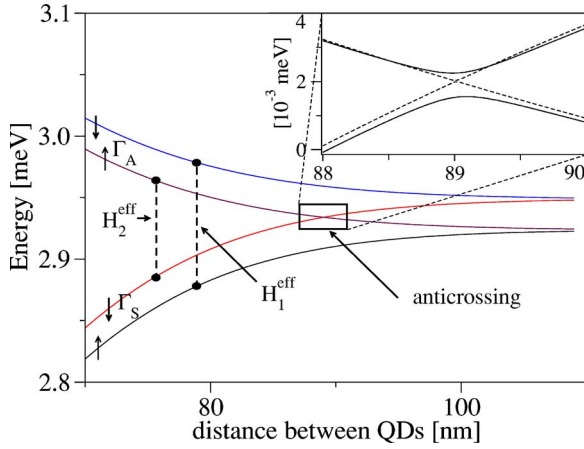 3.1
3.0
2.9
2.8
Energy [meV]
80
100
distance between QDs [nm]
↓ Γ_A
↑
H_2^eff
H_1^eff
↓ Γ_S
↑
anticrossing
[10^-3 meV]
4
2
0
88
89
90